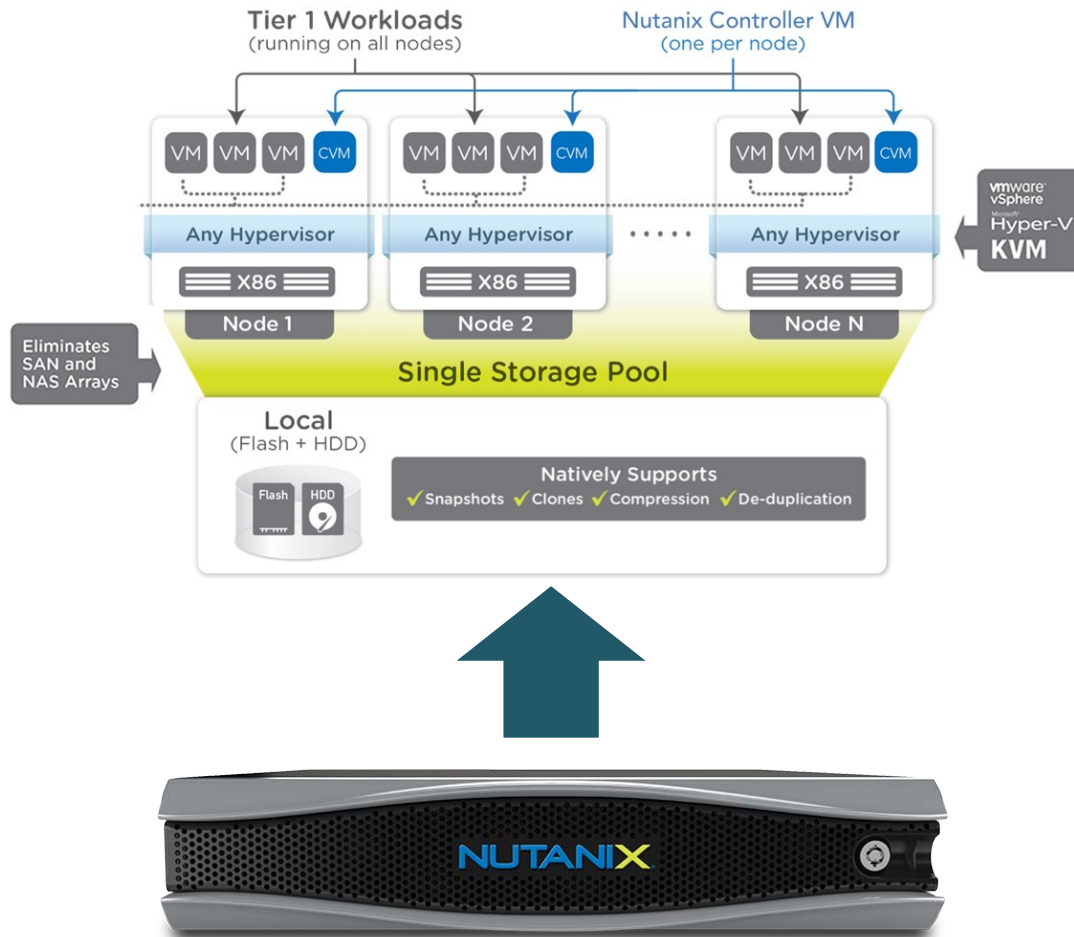 Tier 1 Workloads
(running on all nodes)
Nutanix Controller VM
(one per node)
VM VM VM CVM
VM VM VM CVM
VM VM VM CVM
Any Hypervisor
Any Hypervisor
.....
Any Hypervisor
vmware
vSphere
Microsoft
Hyper-V
KVM
X86
X86
X86
Node 1
Node 2
Node N
Eliminates
SAN and
NAS Arrays
Single Storage Pool
Local
(Flash + HDD)
Flash
HDD
Natively Supports
✓Snapshots ✓Clones ✓Compression ✓De-duplication
NUTANIX